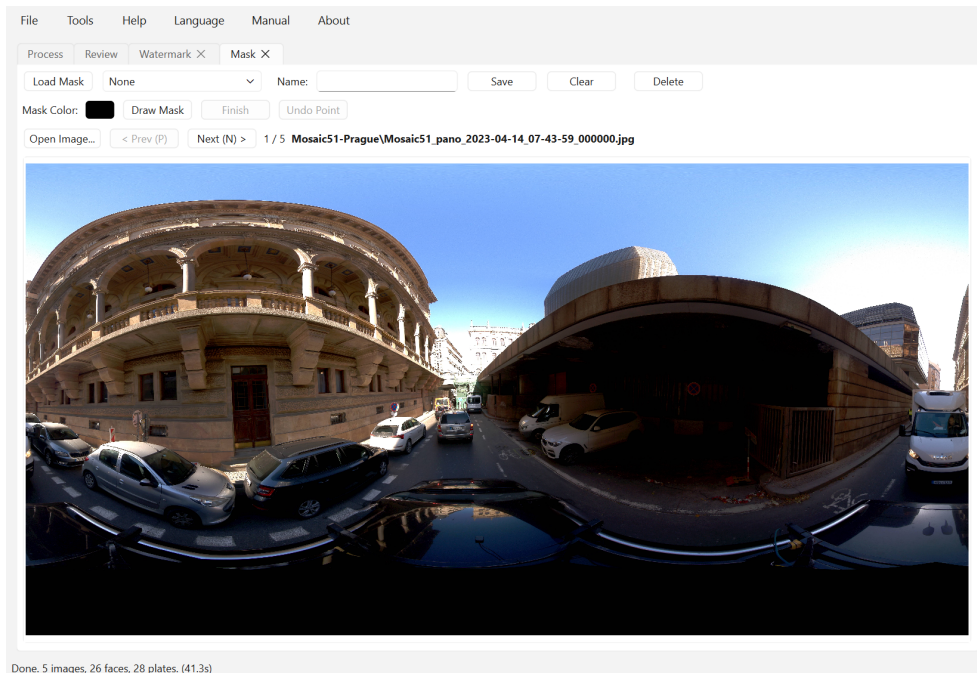 File Tools Help Language Manual About
Process Review Watermark Mask
Load Mask None Name: Save Clear Delete
Mask Color: Draw Mask Finish Undo Point
Open Image... < Prev (P) Next (N) > 1 / 5 Mosaic51-Prague\Mosaic51_pano_2023-04-14_07-43-59_000000.jpg
Done. 5 images, 26 faces, 28 plates. (41.3s)